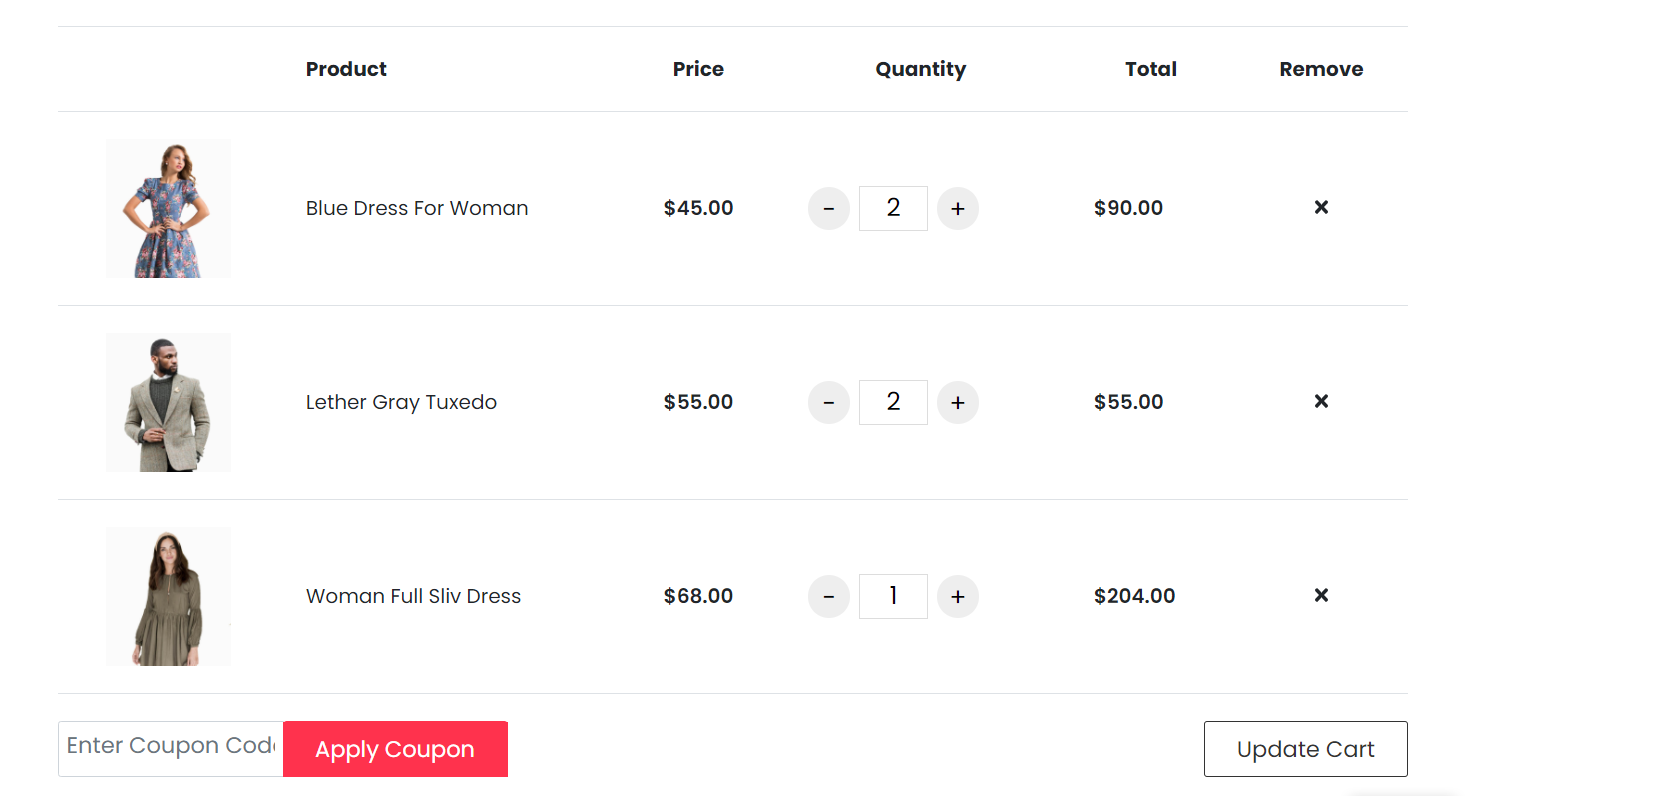 Product Price Quantity Total Remove
Blue Dress For Woman $45.00 - 2 + $90.00 ×
Lether Gray Tuxedo $55.00 - 2 + $55.00 ×
Woman Full Sliv Dress $68.00 - 1 + $204.00 ×
Enter Coupon Cod Apply Coupon Update Cart